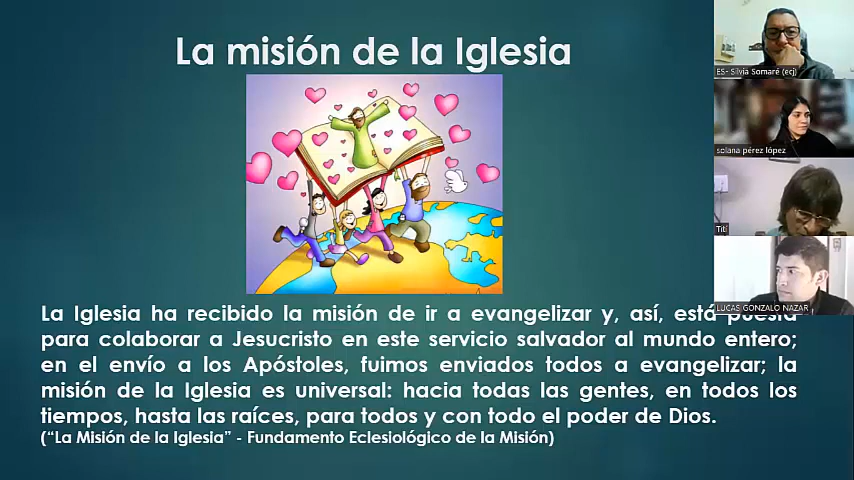 La misión de la Iglesia
ES- Silvia Somaré (ecj)
solana pérez lópez
Tití
LUCAS GONZALO NAZAR
La Iglesia ha recibido la misión de ir a evangelizar y, así, está puesta
para colaborar a Jesucristo en este servicio salvador al mundo entero;
en el envío a los Apóstoles, fuimos enviados todos a evangelizar; la
misión de la Iglesia es universal: hacia todas las gentes, en todos los
tiempos, hasta las raíces, para todos y con todo el poder de Dios.
(“La Misión de la Iglesia” - Fundamento Eclesiológico de la Misión)